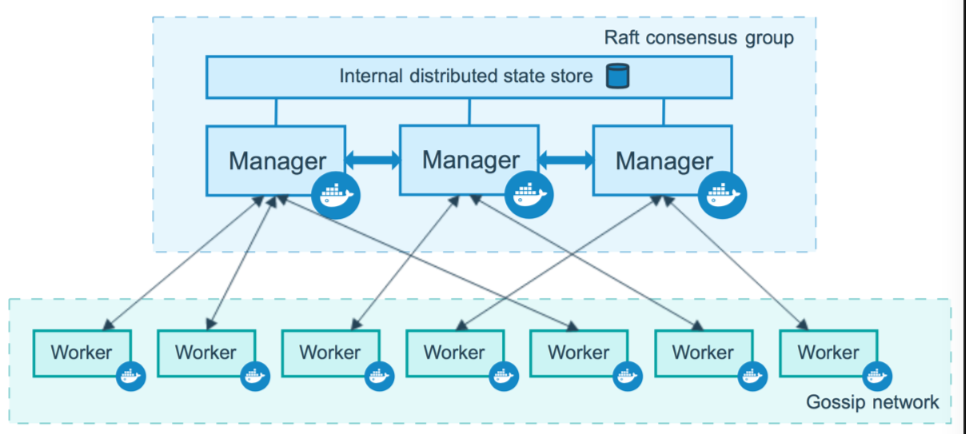 Raft consensus group
Internal distributed state store
Manager
Manager
Manager
Worker
Worker
Worker
Worker
Worker
Worker
Worker
Gossip network